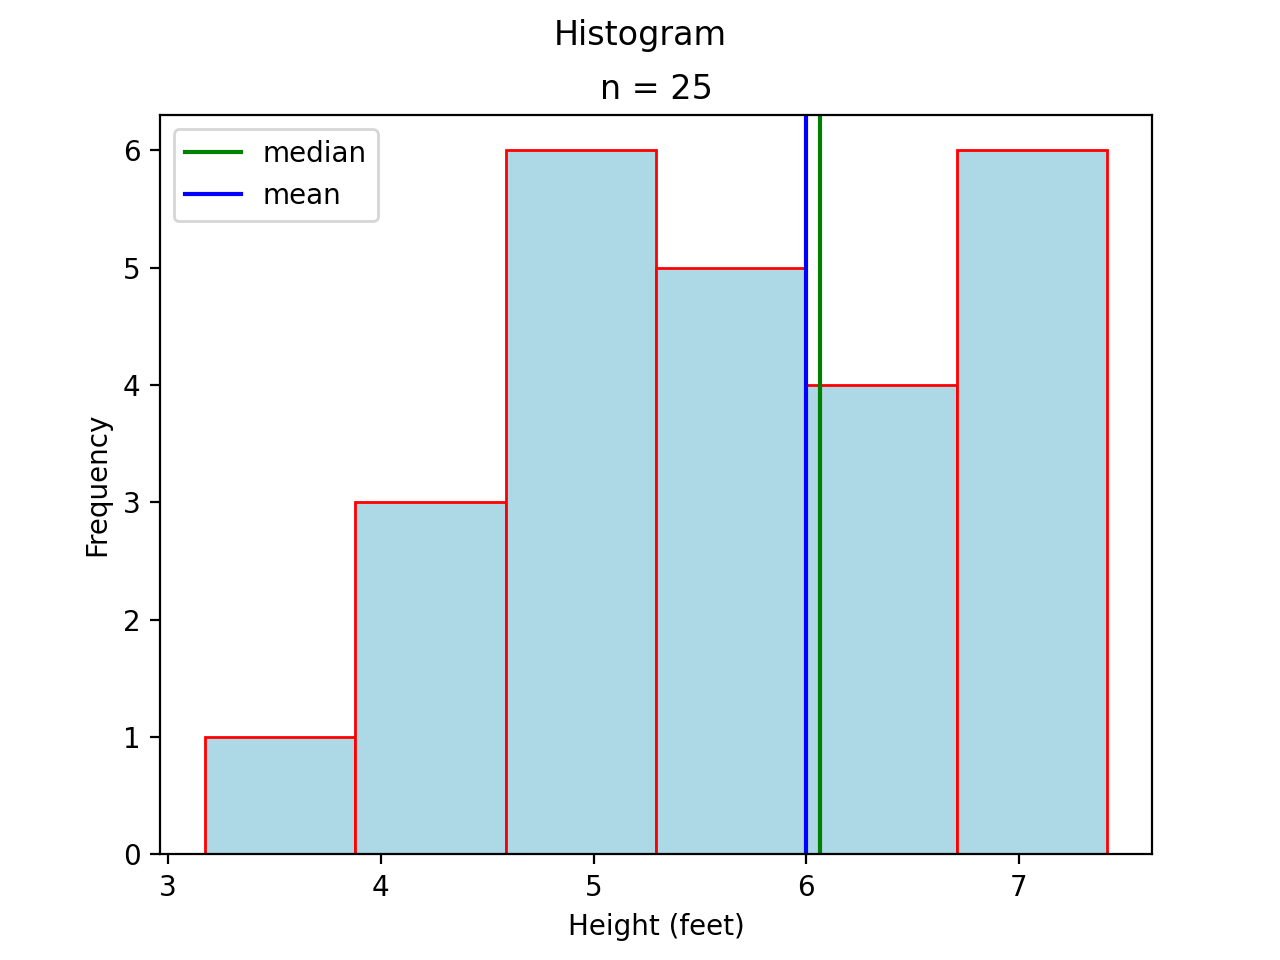 Histogram
n = 25
median
mean
6
5
4
3
2
1
0
Frequency
3 4 5 6 7
Height (feet)